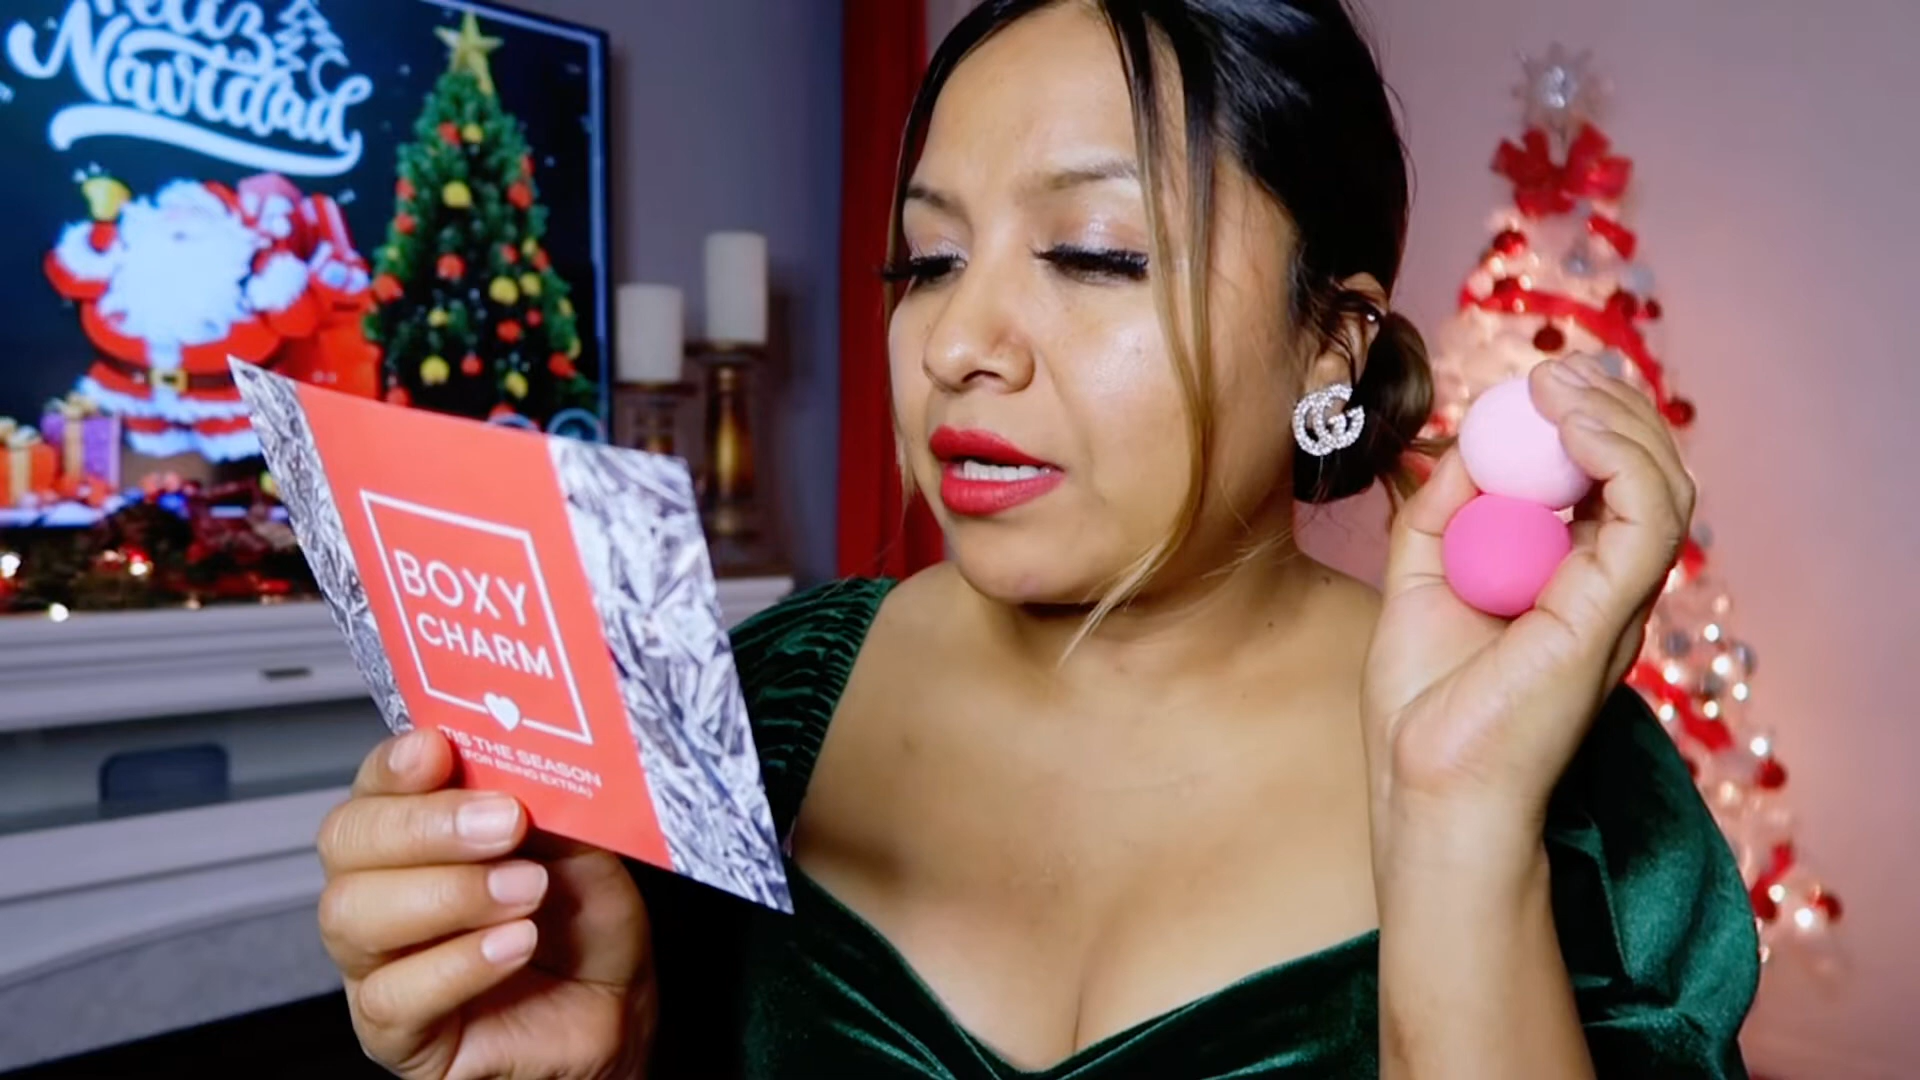 Feliz
Navidad
BOXY
CHARM
'TIS THE SEASON
(FOR BEING EXTRA)